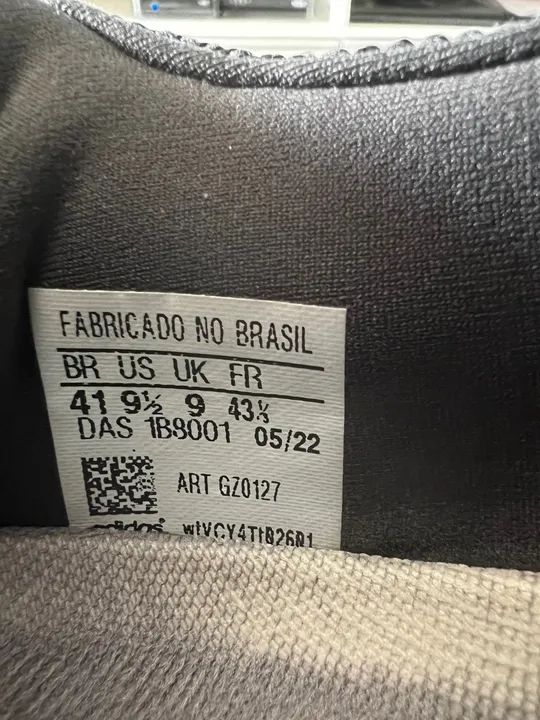 FABRICADO NO BRASIL
BR US UK FR
41 9½ 9 43⅓
DAS 1B8001 05/22
ART GZ0127
adidas